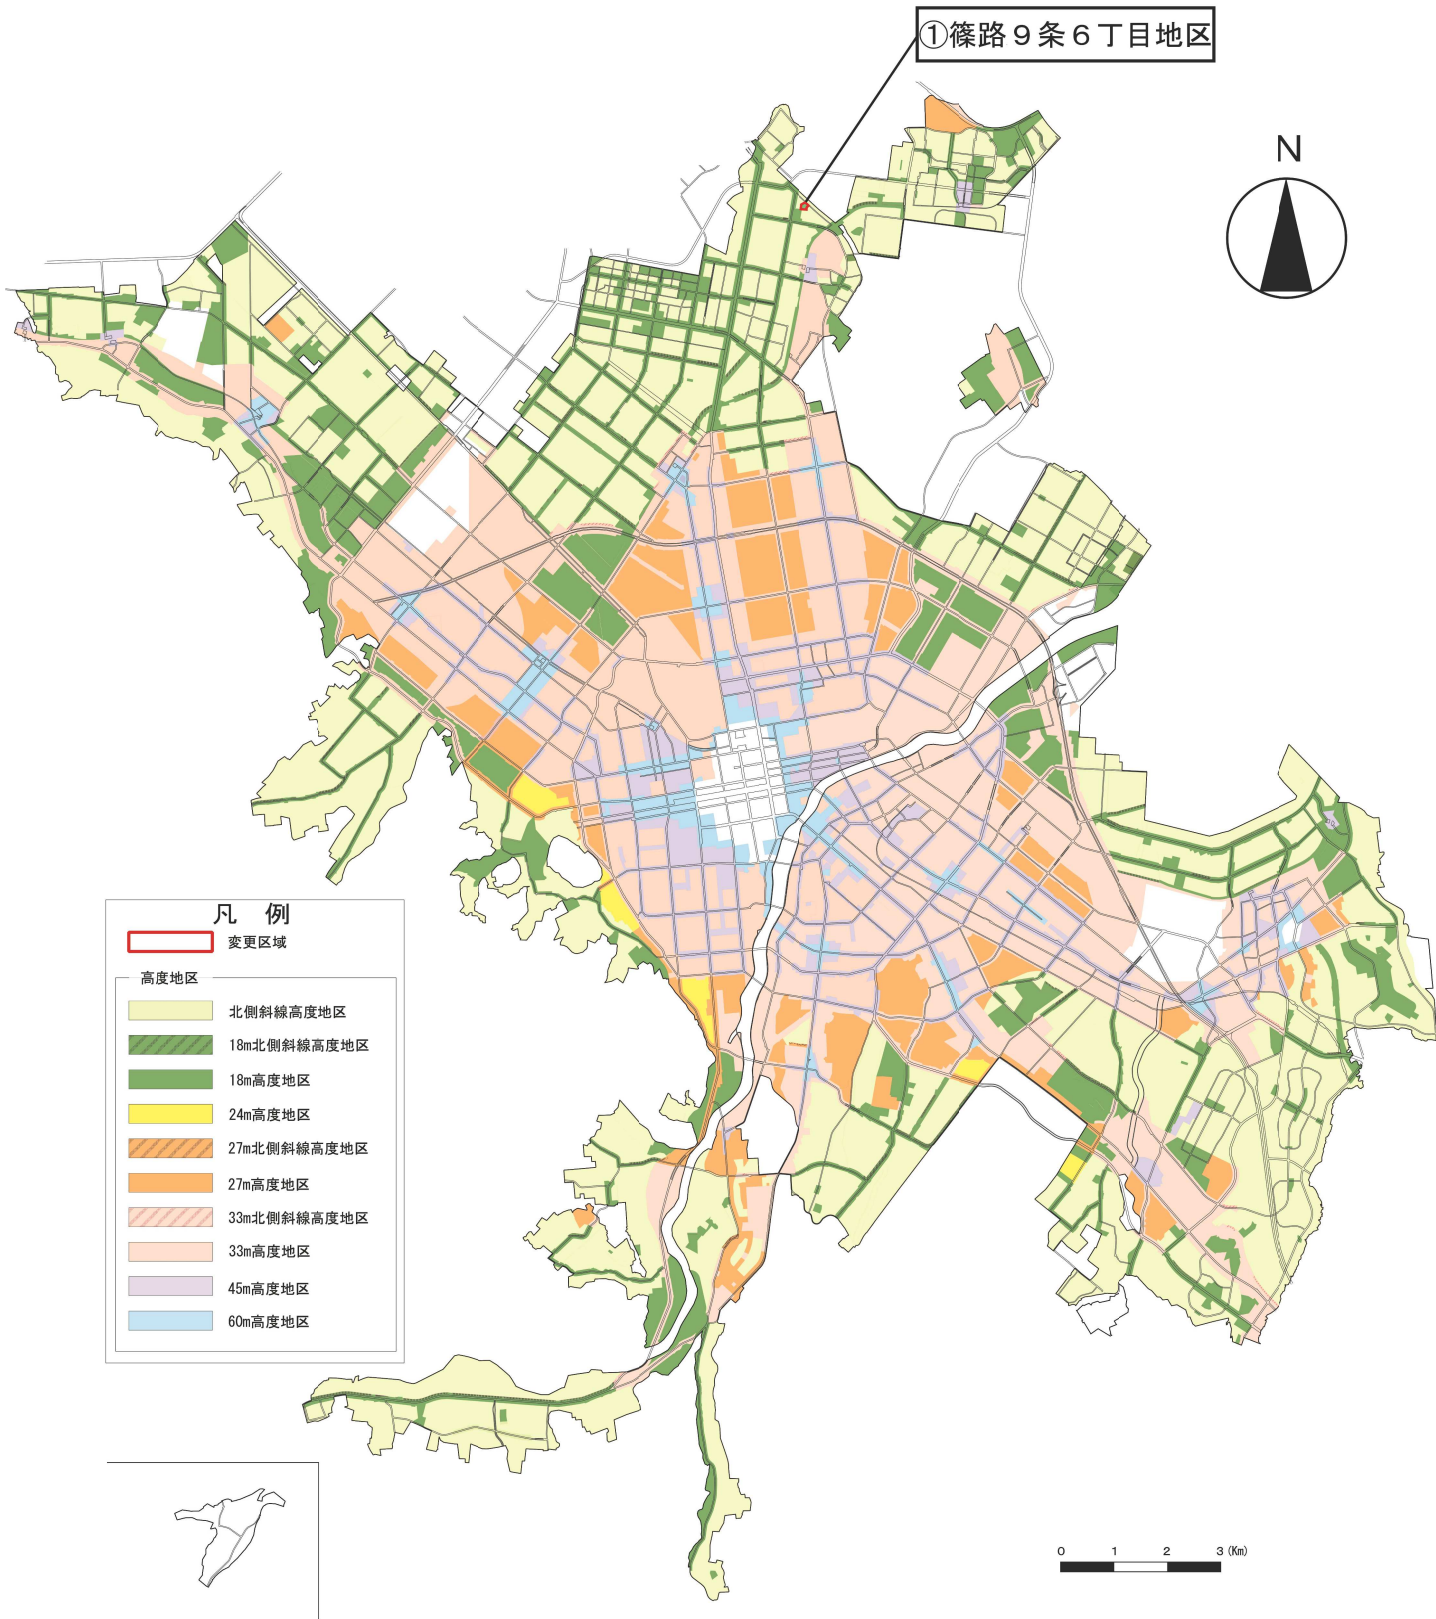 ①篠路９条６丁目地区
N
凡 例
変更区域
高度地区
北側斜線高度地区
18m北側斜線高度地区
18m高度地区
24m高度地区
27m北側斜線高度地区
27m高度地区
33m北側斜線高度地区
33m高度地区
45m高度地区
60m高度地区
0 1 2 3 (Km)